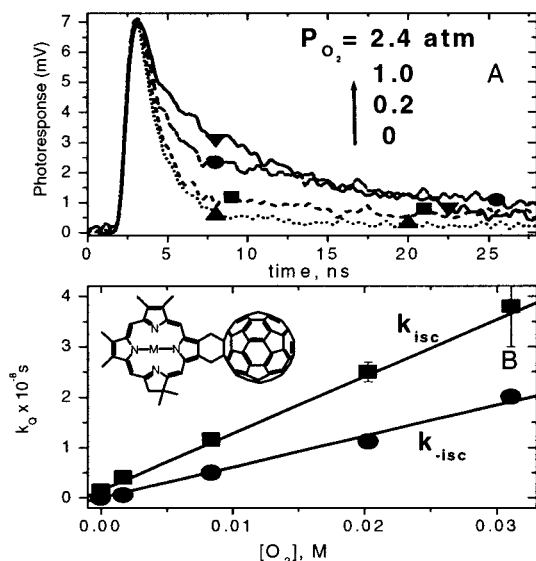 P O2 = 2.4 atm
A
1.0
0.2
0
Photoresponse (mV)
7
6
5
4
3
2
1
0
0 5 10 15 20 25
time, ns
B
k isc
k -isc
N
N—M—N
N
k Q x 10 -8 s
4
3
2
1
0
0.00 0.01 0.02 0.03
[O2], M